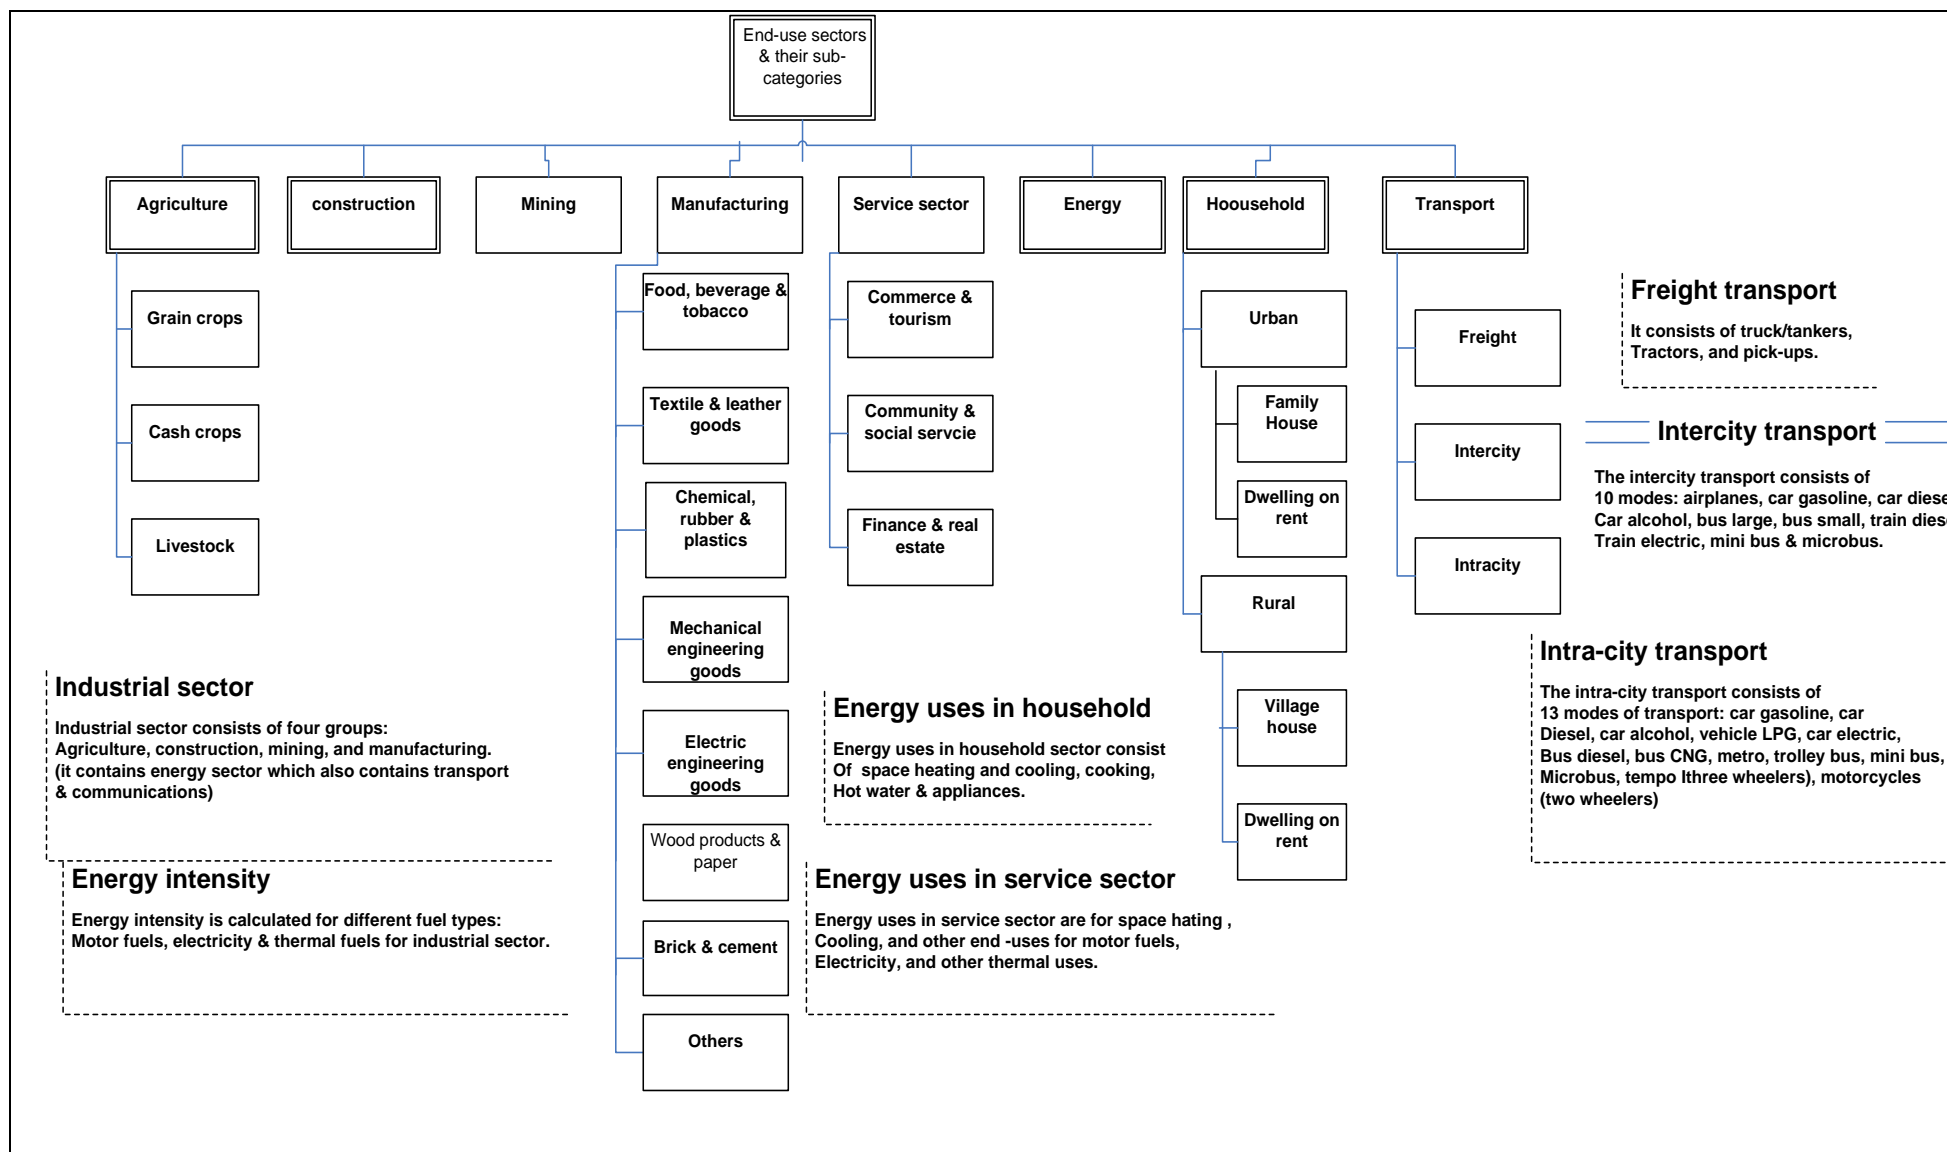 End-use sectors
& their sub-
categories
Agriculture
construction
Mining
Manufacturing
Service sector
Energy
Hoousehold
Transport
Grain crops
Cash crops
Livestock
Food, beverage &
tobacco
Textile & leather
goods
Chemical,
rubber &
plastics
Mechanical
engineering
goods
Electric
engineering
goods
Wood products &
paper
Brick & cement
Others
Commerce &
tourism
Community &
social servcie
Finance & real
estate
Urban
Family
House
Dwelling on
rent
Rural
Village
house
Dwelling on
rent
Freight
Intercity
Intracity
Freight transport
It consists of truck/tankers,
Tractors, and pick-ups.
Intercity transport
The intercity transport consists of
10 modes: airplanes, car gasoline, car diese
Car alcohol, bus large, bus small, train dies
Train electric, mini bus & microbus.
Intra-city transport
The intra-city transport consists of
13 modes of transport: car gasoline, car
Diesel, car alcohol, vehicle LPG, car electric,
Bus diesel, bus CNG, metro, trolley bus, mini bus,
Microbus, tempo Ithree wheelers), motorcycles
(two wheelers)
Industrial sector
Industrial sector consists of four groups:
Agriculture, construction, mining, and manufacturing.
(it contains energy sector which also contains transport
& communications)
Energy intensity
Energy intensity is calculated for different fuel types:
Motor fuels, electricity & thermal fuels for industrial sector.
Energy uses in household
Energy uses in household sector consist
Of space heating and cooling, cooking,
Hot water & appliances.
Energy uses in service sector
Energy uses in service sector are for space hating ,
Cooling, and other end -uses for motor fuels,
Electricity, and other thermal uses.